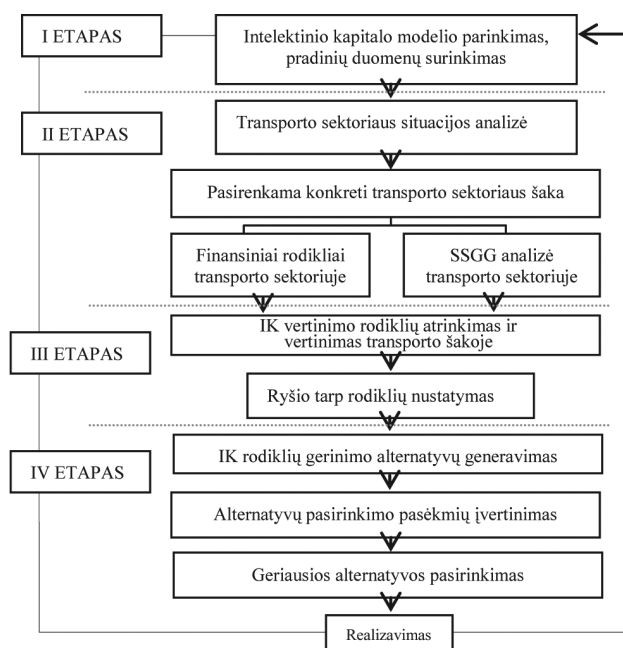 I ETAPAS
Intelektinio kapitalo modelio parinkimas,
pradinių duomenų surinkimas
II ETAPAS
Transporto sektoriaus situacijos analizė
Pasirenkama konkreti transporto sektoriaus šaka
Finansiniai rodikliai
transporto sektoriuje
SSGG analizė
transporto sektoriuje
III ETAPAS
IK vertinimo rodiklių atrinkimas ir
vertinimas transporto šakoje
Ryšio tarp rodiklių nustatymas
IV ETAPAS
IK rodiklių gerinimo alternatyvų generavimas
Alternatyvų pasirinkimo pasėkmių įvertinimas
Geriausios alternatyvos pasirinkimas
Realizavimas